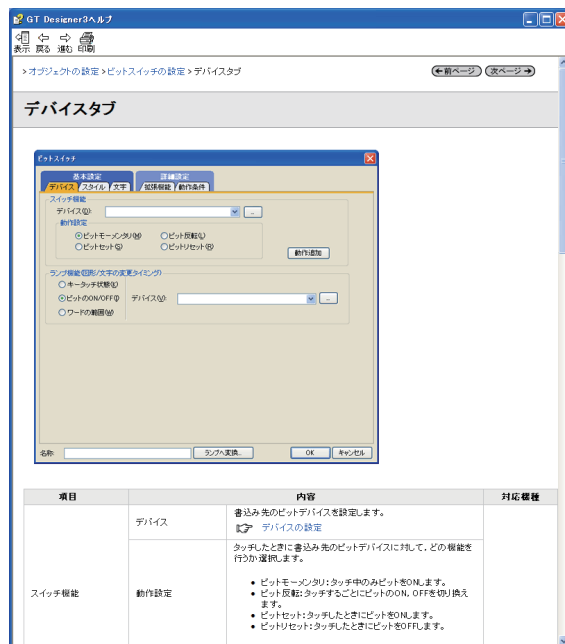 GT Designer3ヘルプ
表示 戻る 進む 印刷
>オブジェクトの設定>ビットスイッチの設定>デバイスタブ
←前ページ 次ページ→
デバイスタブ
ビットスイッチ
基本設定 詳細設定
デバイス スタイル 文字 拡張機能 動作条件
スイッチ機能
デバイス(D):
動作設定
ビットモーメンタリ(M) ビット反転(L)
ビットセット(S) ビットリセット(R)
動作追加
ランプ機能(図形/文字の変更タイミング)
キータッチ状態(K)
ビットのON/OFF(I) デバイス(V):
ワードの範囲(W)
名称: ランプへ変換... OK キャンセル
項目 内容 対応機種
スイッチ機能
デバイス
書込み先のビットデバイスを設定します。
デバイスの設定
動作設定
タッチしたときに書込み先のビットデバイスに対して,どの機能を
行うか選択します。
• ビットモーメンタリ:タッチ中のみビットをONします。
• ビット反転:タッチするごとにビットのON, OFFを切り換え
ます。
• ビットセット:タッチしたときにビットをONします。
• ビットリセット:タッチしたときにビットをOFFします。